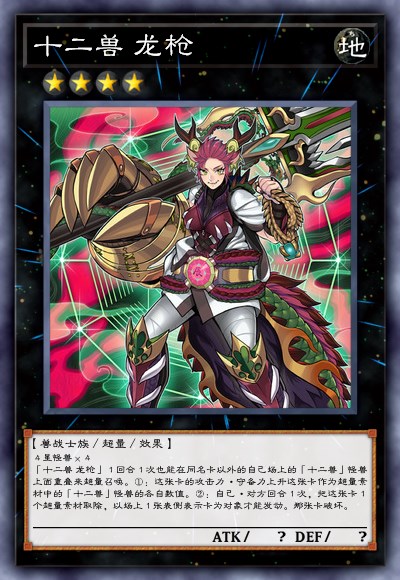 十二兽 龙枪
地
【兽战士族／超量／效果】
4星怪兽×4
「十二兽 龙枪」1回合1次也能在同名卡以外的自己场上的「十二兽」怪兽
上面重叠来超量召唤。①：这张卡的攻击力·守备力上升这张卡作为超量素
材中的「十二兽」怪兽的各自数值。②：自己·对方回合1次，把这张卡1
个超量素材取除，以场上1张表侧表示卡为对象才能发动。那张卡破坏。
ATK/ ? DEF/ ?